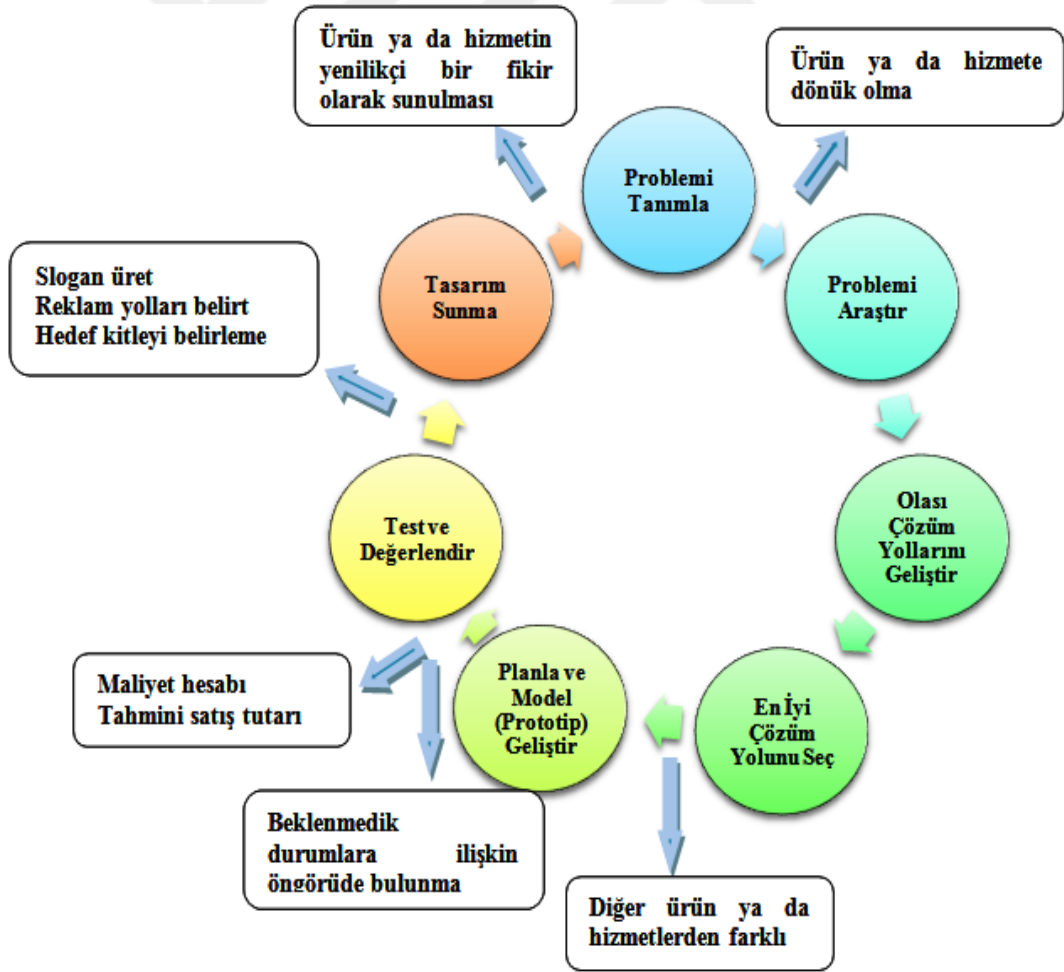 Ürün ya da hizmetin
yenilikçi bir fikir
olarak sunulması
Ürün ya da hizmete
dönük olma
Problemi
Tanımla
Problemi
Araştır
Olası
Çözüm
Yollarını
Geliştir
En İyi
Çözüm
Yolunu Seç
Planla ve
Model
(Prototip)
Geliştir
Test ve
Değerlendir
Tasarım
Sunma
Slogan üret
Reklam yolları belirt
Hedef kitleyi belirleme
Maliyet hesabı
Tahmini satış tutarı
Beklenmedik
durumlara ilişkin
öngörüde bulunma
Diğer ürün ya da
hizmetlerden farklı